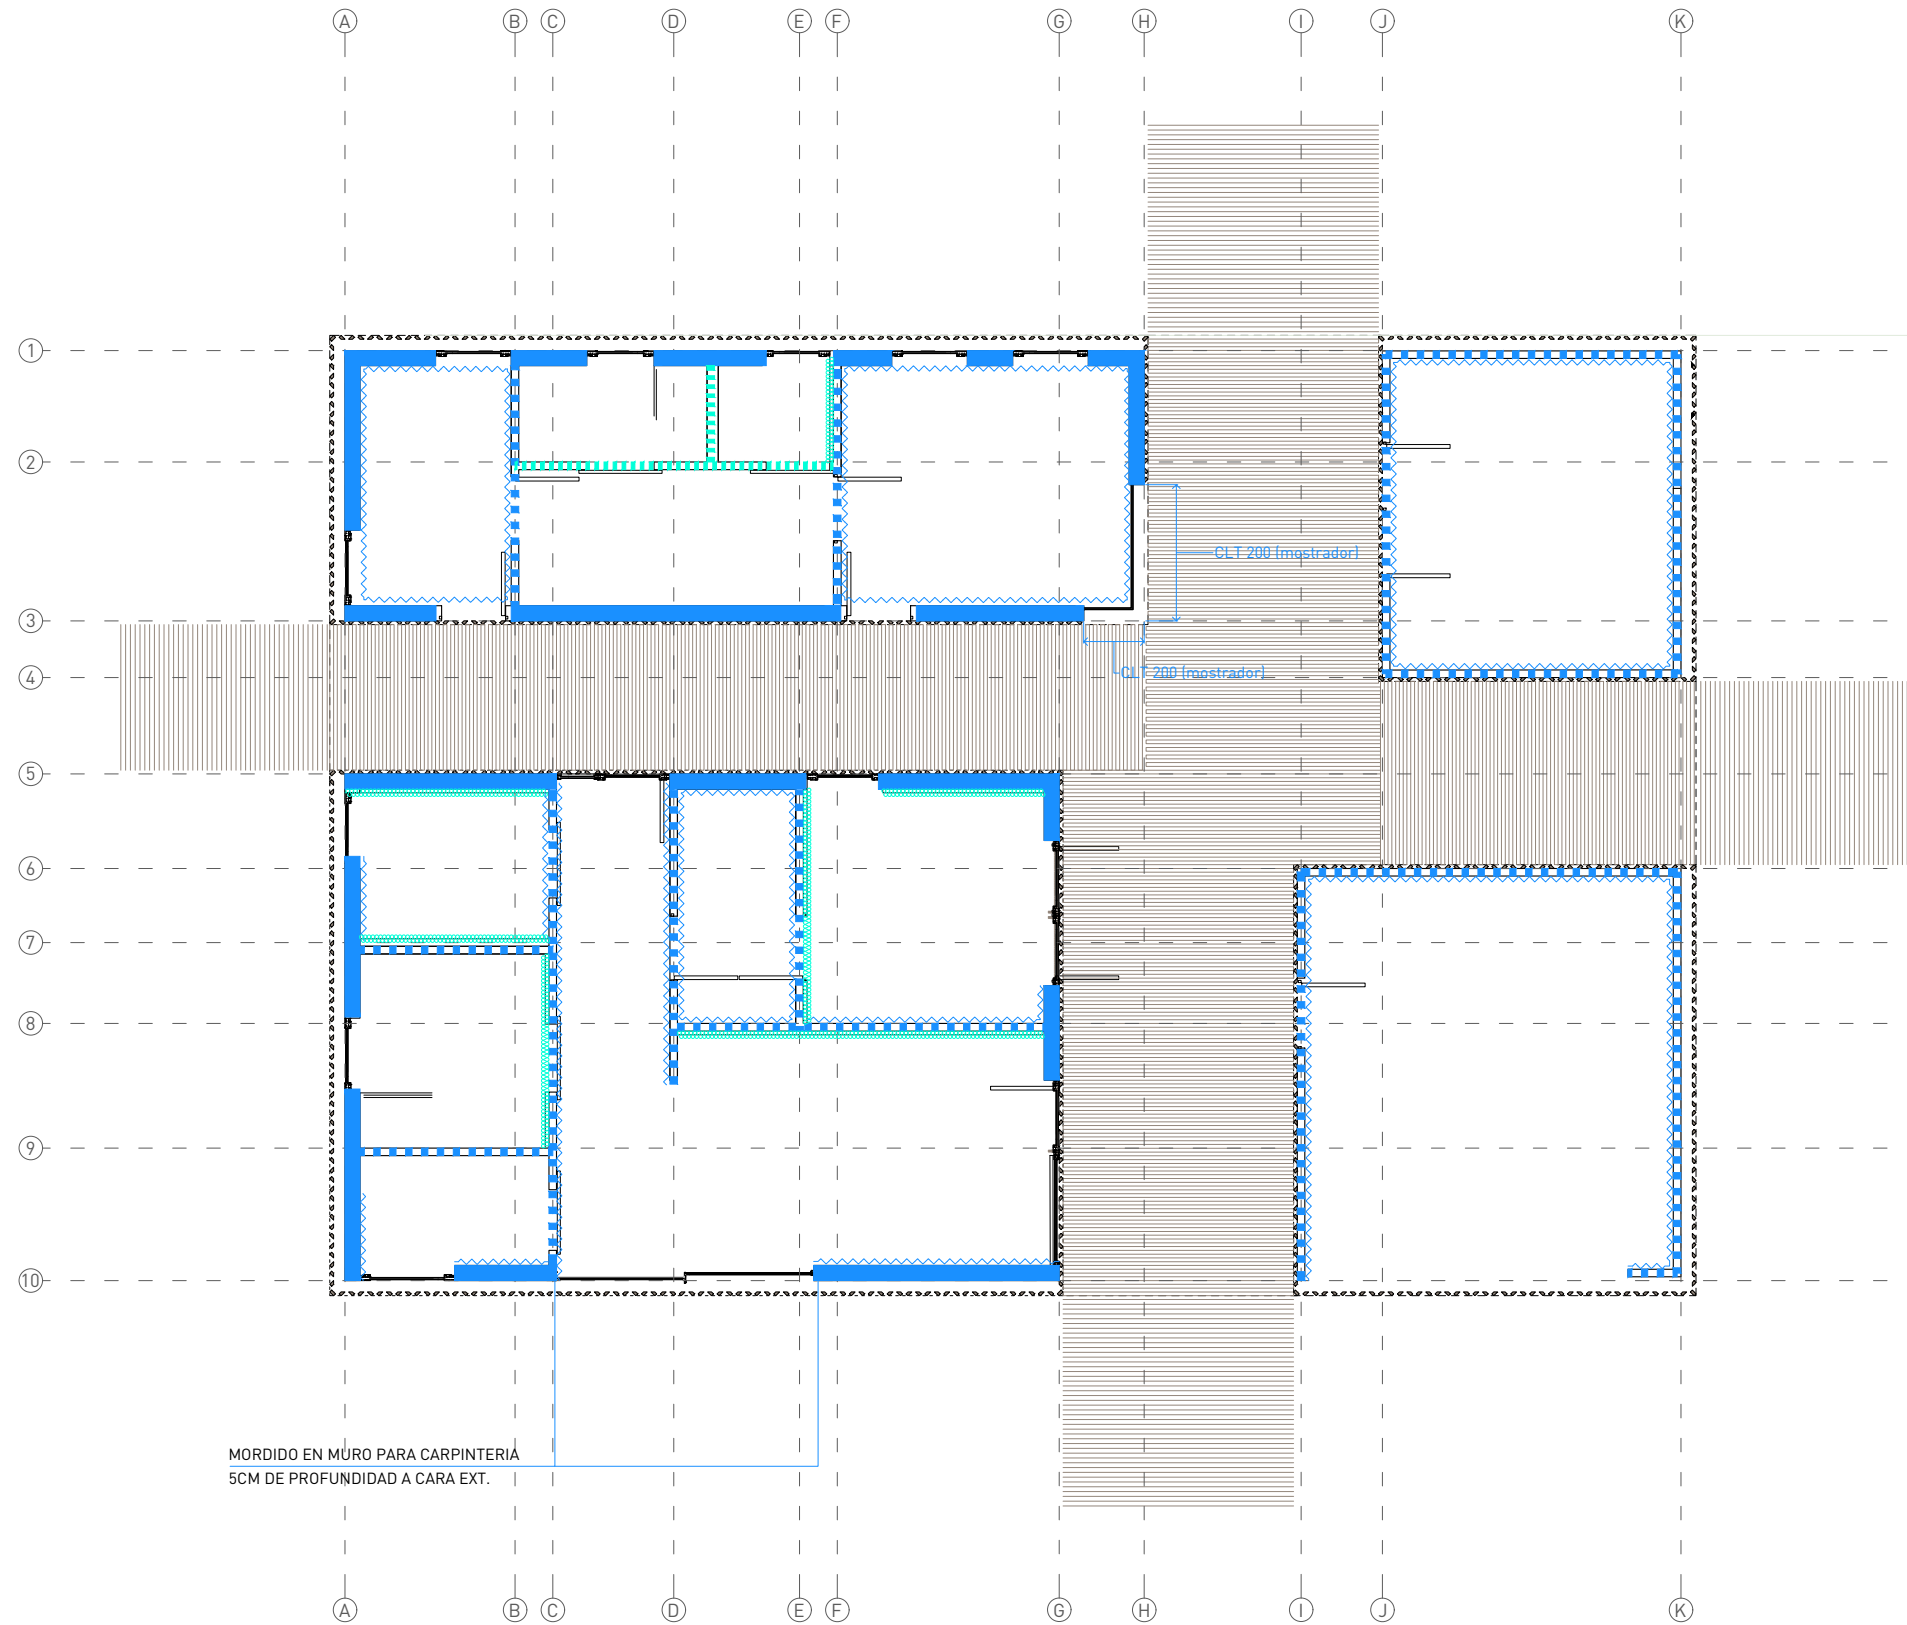 A B C D E F G H I J K
1
2
CLT 200 (mostrador)
3
4
CLT 200 (mostrador)
5
6
7
8
9
10
MORDIDO EN MURO PARA CARPINTERIA
5CM DE PROFUNDIDAD A CARA EXT.
A B C D E F G H I J K